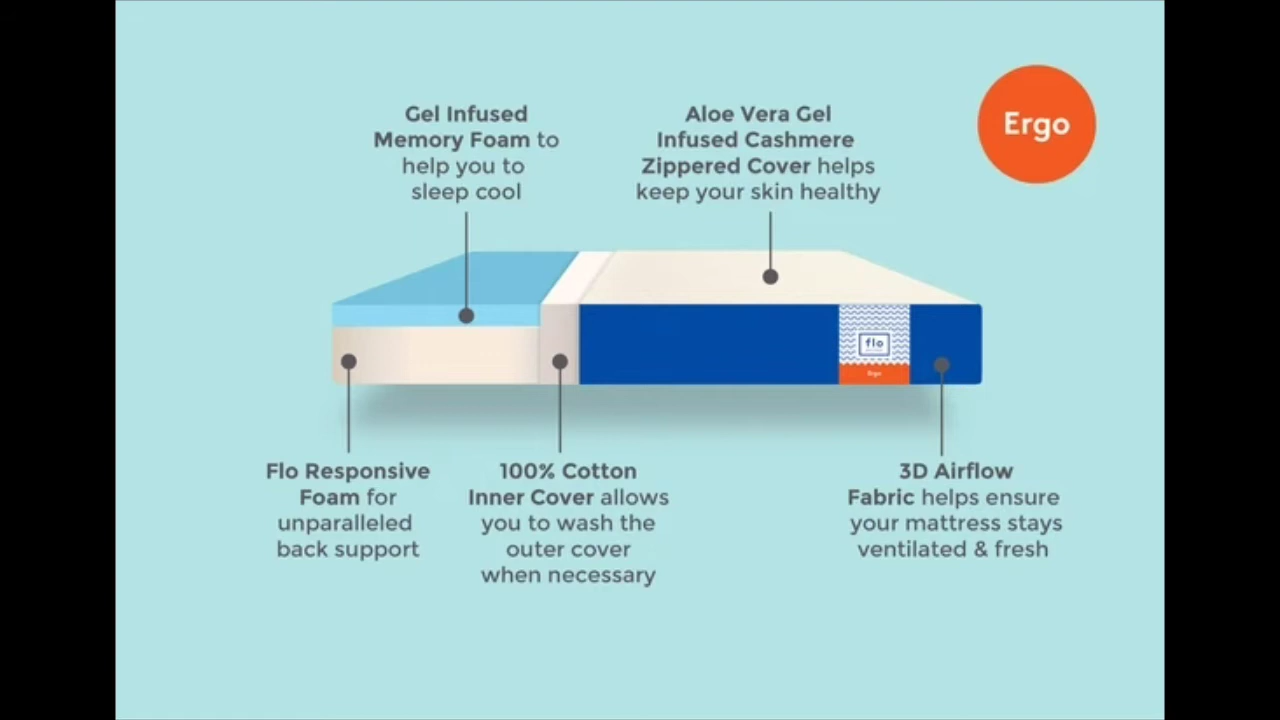 Ergo
Gel Infused
Memory Foam to
help you to
sleep cool
Aloe Vera Gel
Infused Cashmere
Zippered Cover helps
keep your skin healthy
flo
Ergo
Flo Responsive
Foam for
unparalleled
back support
100% Cotton
Inner Cover allows
you to wash the
outer cover
when necessary
3D Airflow
Fabric helps ensure
your mattress stays
ventilated & fresh